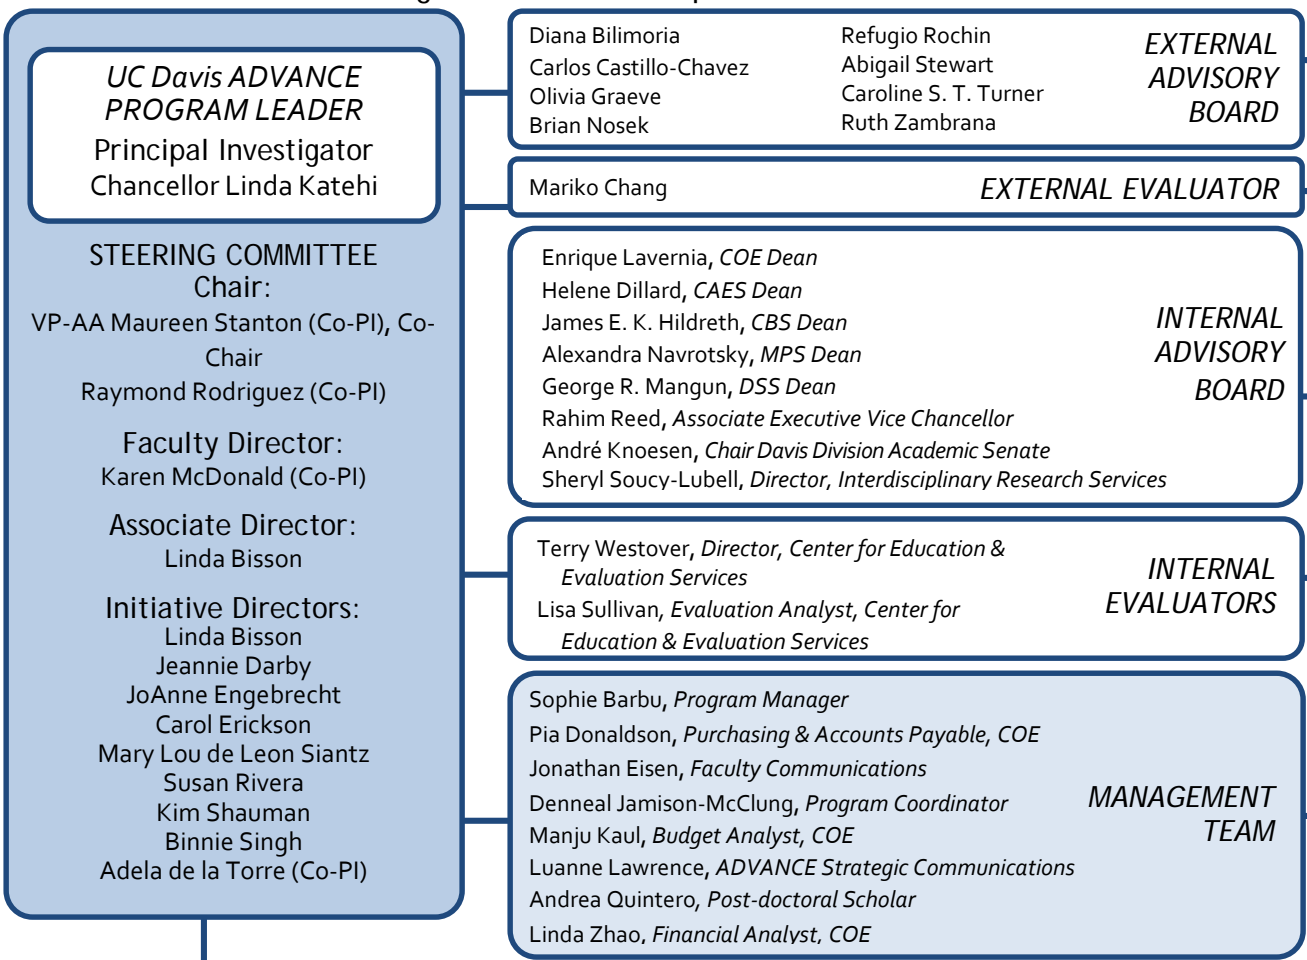 UC Davis ADVANCE
PROGRAM LEADER
Principal Investigator
Chancellor Linda Katehi
STEERING COMMITTEE
Chair:
VP-AA Maureen Stanton (Co-PI), Co-
Chair
Raymond Rodriguez (Co-PI)
Faculty Director:
Karen McDonald (Co-PI)
Associate Director:
Linda Bisson
Initiative Directors:
Linda Bisson
Jeannie Darby
JoAnne Engebrecht
Carol Erickson
Mary Lou de Leon Siantz
Susan Rivera
Kim Shauman
Binnie Singh
Adela de la Torre (Co-PI)
Diana Bilimoria
Carlos Castillo-Chavez
Olivia Graeve
Brian Nosek
Refugio Rochin
Abigail Stewart
Caroline S. T. Turner
Ruth Zambrana
EXTERNAL
ADVISORY
BOARD
Mariko Chang
EXTERNAL EVALUATOR
Enrique Lavernia, COE Dean
Helene Dillard, CAES Dean
James E. K. Hildreth, CBS Dean
Alexandra Navrotsky, MPS Dean
George R. Mangun, DSS Dean
Rahim Reed, Associate Executive Vice Chancellor
André Knoesen, Chair Davis Division Academic Senate
Sheryl Soucy-Lubell, Director, Interdisciplinary Research Services
INTERNAL
ADVISORY
BOARD
Terry Westover, Director, Center for Education &
Evaluation Services
Lisa Sullivan, Evaluation Analyst, Center for
Education & Evaluation Services
INTERNAL
EVALUATORS
Sophie Barbu, Program Manager
Pia Donaldson, Purchasing & Accounts Payable, COE
Jonathan Eisen, Faculty Communications
Denneal Jamison-McClung, Program Coordinator
Manju Kaul, Budget Analyst, COE
Luanne Lawrence, ADVANCE Strategic Communications
Andrea Quintero, Post-doctoral Scholar
Linda Zhao, Financial Analyst, COE
MANAGEMENT
TEAM